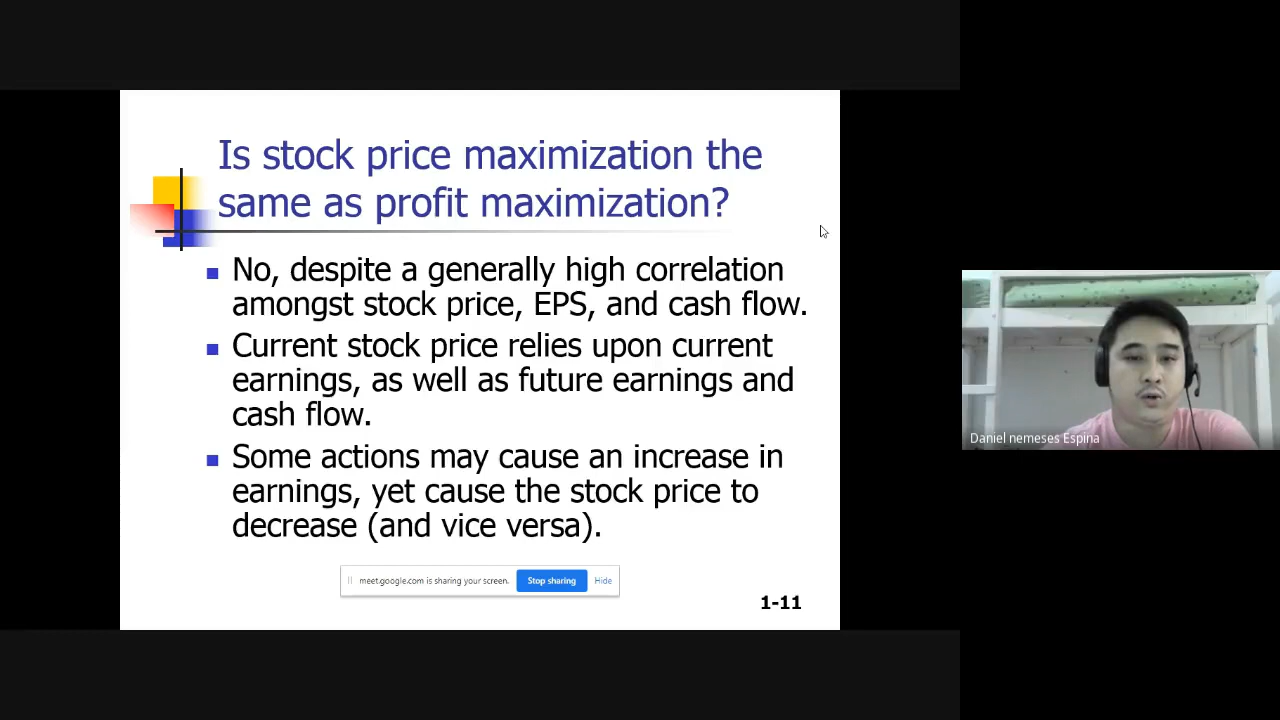 Is stock price maximization the
same as profit maximization?
No, despite a generally high correlation
amongst stock price, EPS, and cash flow.
Current stock price relies upon current
earnings, as well as future earnings and
cash flow.
Some actions may cause an increase in
earnings, yet cause the stock price to
decrease (and vice versa).
meet.google.com is sharing your screen.
Stop sharing
Hide
1-11
Daniel nemeses Espina